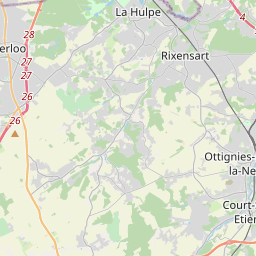 La Hulpe
28
4
erloo
27
Rixensart
27
26
26
Ottignies-
la-Ne
Court-S
Etien